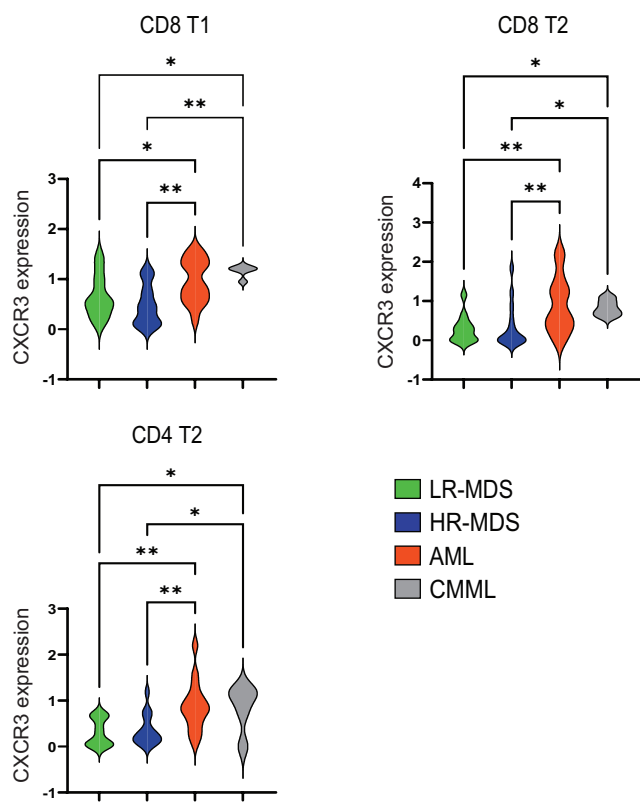 CD8 T1
*
**
*
**
3
2
1
0
-1
CXCR3 expression
CD8 T2
*
*
**
**
4
3
2
1
0
-1
CXCR3 expression
CD4 T2
*
*
**
**
3
2
1
0
-1
CXCR3 expression
LR-MDS
HR-MDS
AML
CMML